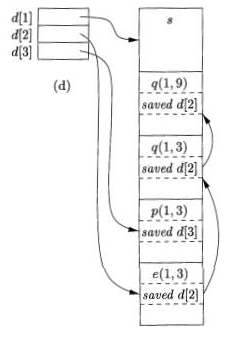 d[1]
s
d[2]
d[3]
(d)
q(1,9)
saved d[2]
q(1,3)
saved d[2]
p(1,3)
saved d[3]
e(1,3)
saved d[2]